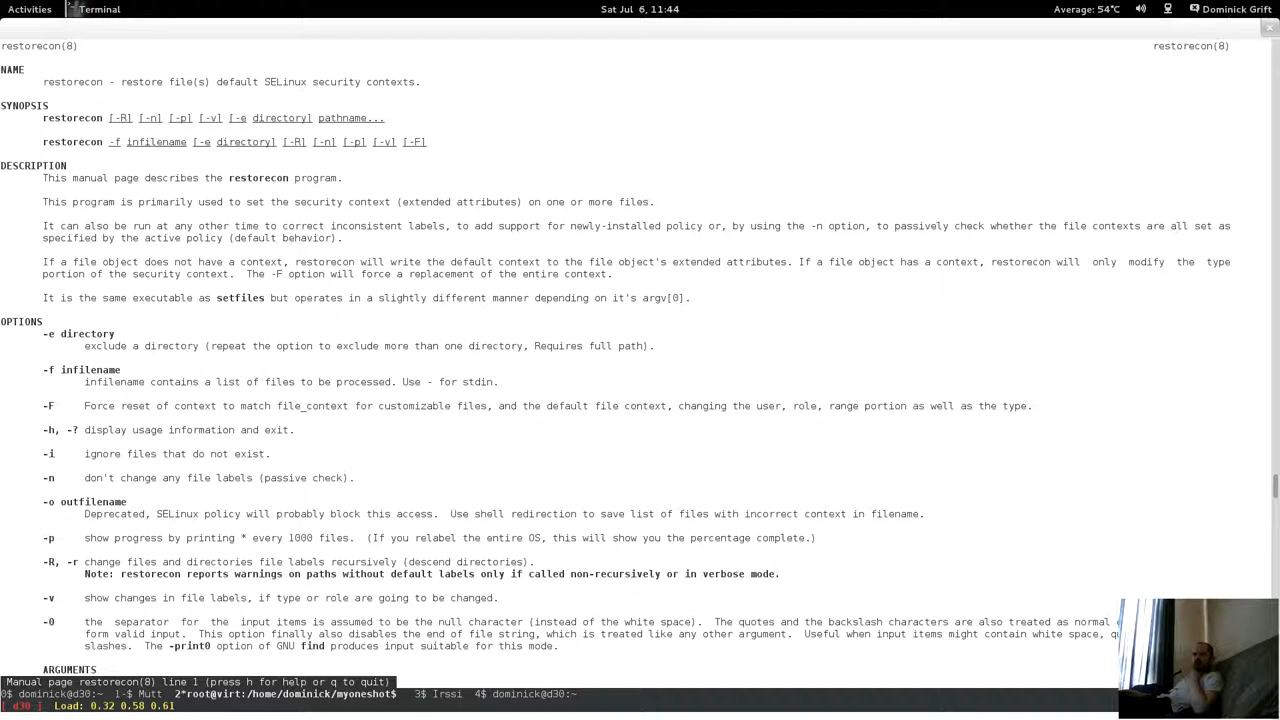 Activities Terminal Sat Jul 6, 11:44 Average: 54°C Dominick Grift
restorecon(8) restorecon(8)
NAME
restorecon - restore file(s) default SELinux security contexts.
SYNOPSIS
restorecon [-R] [-n] [-p] [-v] [-e directory] pathname...
restorecon -f infilename [-e directory] [-R] [-n] [-p] [-v] [-F]
DESCRIPTION
This manual page describes the restorecon program.
This program is primarily used to set the security context (extended attributes) on one or more files.
It can also be run at any other time to correct inconsistent labels, to add support for newly-installed policy or, by using the -n option, to passively check whether the file contexts are all set as
specified by the active policy (default behavior).
If a file object does not have a context, restorecon will write the default context to the file object's extended attributes. If a file object has a context, restorecon will only modify the type
portion of the security context. The -F option will force a replacement of the entire context.
It is the same executable as setfiles but operates in a slightly different manner depending on it's argv[0].
OPTIONS
-e directory
exclude a directory (repeat the option to exclude more than one directory, Requires full path).
-f infilename
infilename contains a list of files to be processed. Use - for stdin.
-F Force reset of context to match file_context for customizable files, and the default file context, changing the user, role, range portion as well as the type.
-h, -? display usage information and exit.
-i ignore files that do not exist.
-n don't change any file labels (passive check).
-o outfilename
Deprecated, SELinux policy will probably block this access. Use shell redirection to save list of files with incorrect context in filename.
-p show progress by printing * every 1000 files. (If you relabel the entire OS, this will show you the percentage complete.)
-R, -r change files and directories file labels recursively (descend directories).
Note: restorecon reports warnings on paths without default labels only if called non-recursively or in verbose mode.
-v show changes in file labels, if type or role are going to be changed.
-0 the separator for the input items is assumed to be the null character (instead of the white space). The quotes and the backslash characters are also treated as normal
form valid input. This option finally also disables the end of file string, which is treated like any other argument. Useful when input items might contain white space,
slashes. The -print0 option of GNU find produces input suitable for this mode.
ARGUMENTS
Manual page restorecon(8) line 1 (press h for help or q to quit)
0$ dominick@d30:~ 1-$ Mutt 2*root@virt:/home/dominick/myoneshot$ 3$ Irssi 4$ dominick@d30:~
[ d30 ] Load: 0.32 0.58 0.61